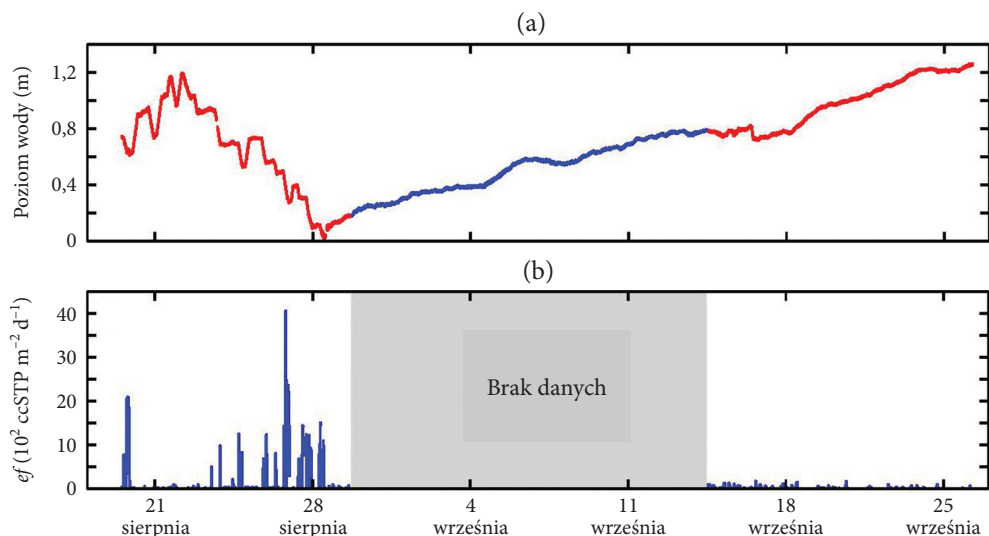 (a)
Poziom wody (m)
1,2
0,8
0,4
0
(b)
ef (10² ccSTP m⁻² d⁻¹)
40
30
20
10
0
Brak danych
21 28 4 11 18 25
sierpnia sierpnia września września września września